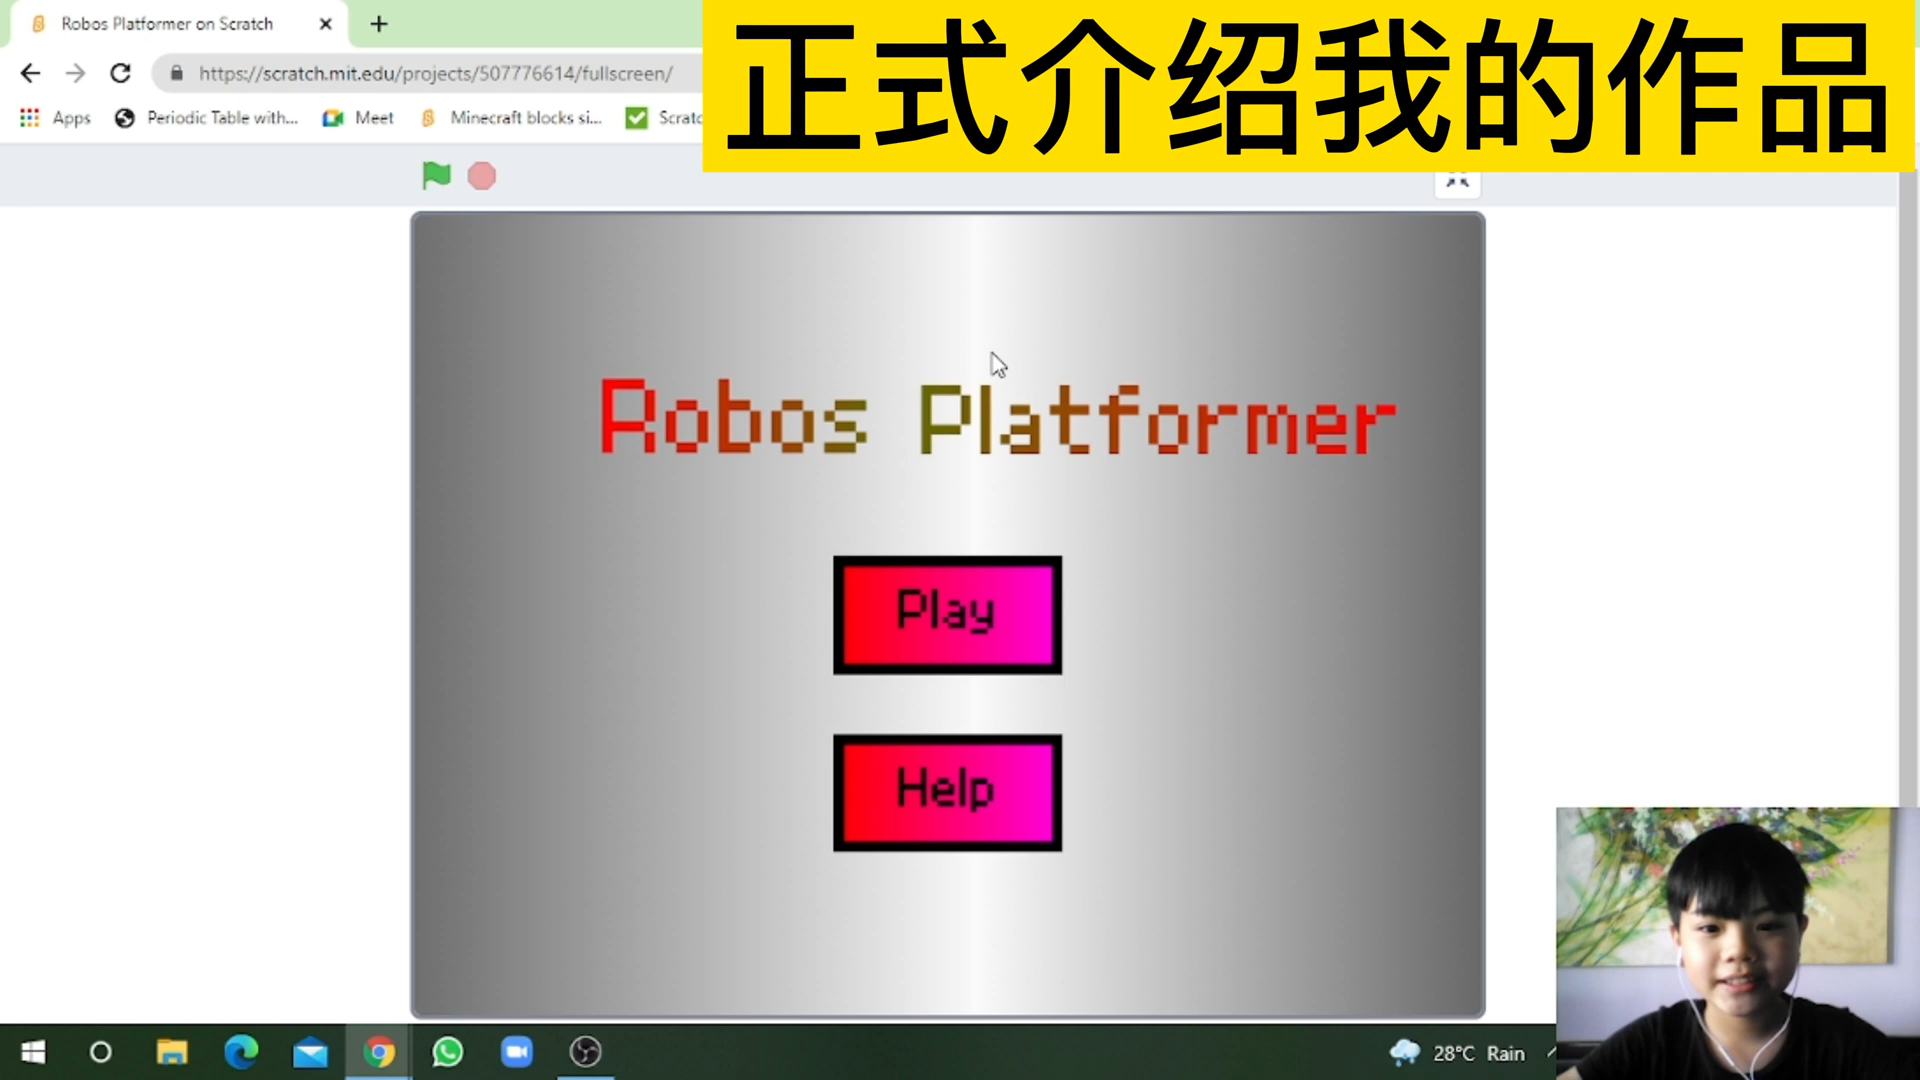 Robos Platformer on Scratch
正式介绍我的作品
https://scratch.mit.edu/projects/507776614/fullscreen/
Apps Periodic Table with... Meet Minecraft blocks si...
Robos Platformer
Play
Help
28°C Rain